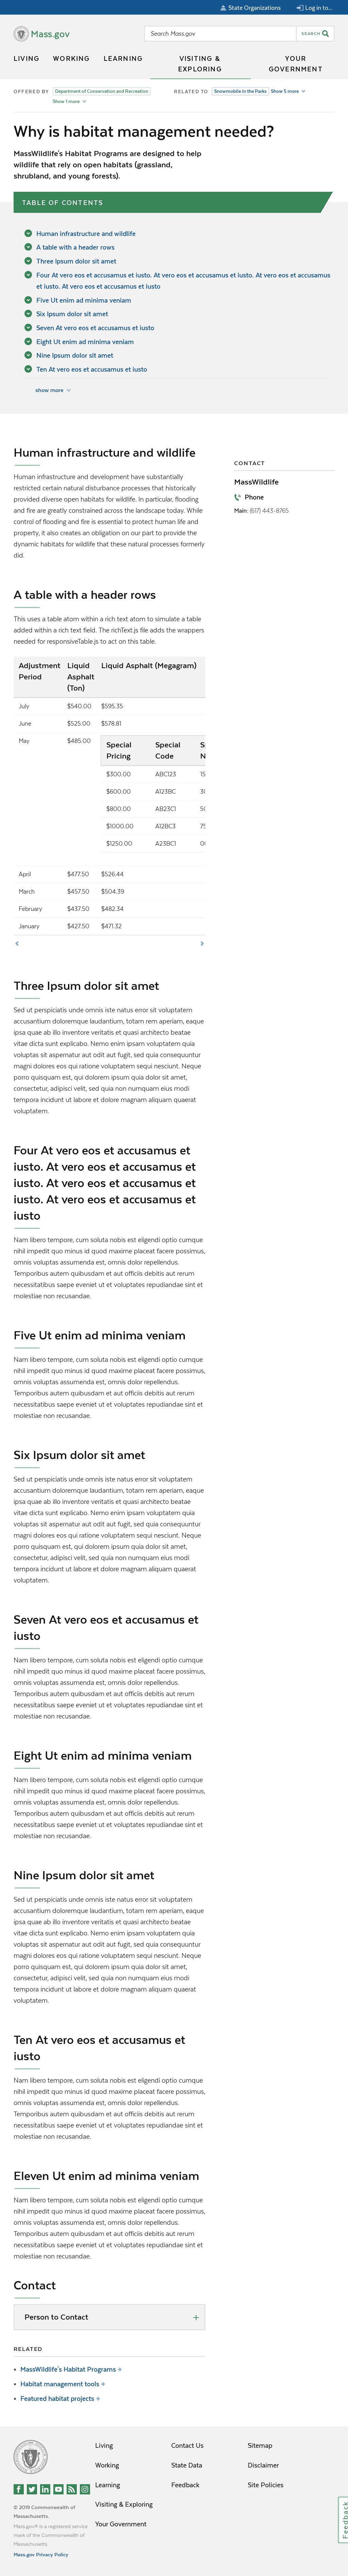 State Organizations
Log in to...
Mass.gov
Search Mass.gov
SEARCH
LIVING
WORKING
LEARNING
VISITING &
EXPLORING
YOUR
GOVERNMENT
OFFERED BY
Department of Conservation and Recreation
Show 1 more
RELATED TO
Snowmobile in the Parks
Show 5 more
Why is habitat management needed?
MassWildlife's Habitat Programs are designed to help
wildlife that rely on open habitats (grassland,
shrubland, and young forests).
TABLE OF CONTENTS
Human infrastructure and wildlife
A table with a header rows
Three Ipsum dolor sit amet
Four At vero eos et accusamus et iusto. At vero eos et accusamus et iusto. At vero eos et accusamus
et iusto. At vero eos et accusamus et iusto
Five Ut enim ad minima veniam
Six Ipsum dolor sit amet
Seven At vero eos et accusamus et iusto
Eight Ut enim ad minima veniam
Nine Ipsum dolor sit amet
Ten At vero eos et accusamus et iusto
show more
Human infrastructure and wildlife
Human infrastructure and development have substantially
restricted certain natural disturbance processes that historically
provided diverse open habitats for wildlife. In particular, flooding
and fire are greatly constrained across the landscape today. While
control of flooding and fire is essential to protect human life and
property, it also creates an obligation on our part to provide the
dynamic habitats for wildlife that these natural processes formerly
did.
CONTACT
MassWildlife
Phone
Main: (617) 443-8765
A table with a header rows
This uses a table atom within a rich text atom to simulate a table
added within a rich text field. The richText.js file adds the wrappers
needed for responsiveTable.js to act on this table.
Adjustment
Period
Liquid
Asphalt
(Ton)
Liquid Asphalt (Megagram)
July $540.00 $595.35
June $525.00 $578.81
May $485.00
Special
Pricing
Special
Code
$300.00 ABC123
$600.00 A123BC
$800.00 AB23C1
$1000.00 A12BC3
$1250.00 A23BC1
April $477.50 $526.44
March $457.50 $504.39
February $437.50 $482.34
January $427.50 $471.32
Three Ipsum dolor sit amet
Sed ut perspiciatis unde omnis iste natus error sit voluptatem
accusantium doloremque laudantium, totam rem aperiam, eaque
ipsa quae ab illo inventore veritatis et quasi architecto beatae
vitae dicta sunt explicabo. Nemo enim ipsam voluptatem quia
voluptas sit aspernatur aut odit aut fugit, sed quia consequuntur
magni dolores eos qui ratione voluptatem sequi nesciunt. Neque
porro quisquam est, qui dolorem ipsum quia dolor sit amet,
consectetur, adipisci velit, sed quia non numquam eius modi
tempora incidunt ut labore et dolore magnam aliquam quaerat
voluptatem.
Four At vero eos et accusamus et
iusto. At vero eos et accusamus et
iusto. At vero eos et accusamus et
iusto. At vero eos et accusamus et
iusto
Nam libero tempore, cum soluta nobis est eligendi optio cumque
nihil impedit quo minus id quod maxime placeat facere possimus,
omnis voluptas assumenda est, omnis dolor repellendus.
Temporibus autem quibusdam et aut officiis debitis aut rerum
necessitatibus saepe eveniet ut et voluptates repudiandae sint et
molestiae non recusandae.
Five Ut enim ad minima veniam
Nam libero tempore, cum soluta nobis est eligendi optio cumque
nihil impedit quo minus id quod maxime placeat facere possimus,
omnis voluptas assumenda est, omnis dolor repellendus.
Temporibus autem quibusdam et aut officiis debitis aut rerum
necessitatibus saepe eveniet ut et voluptates repudiandae sint et
molestiae non recusandae.
Six Ipsum dolor sit amet
Sed ut perspiciatis unde omnis iste natus error sit voluptatem
accusantium doloremque laudantium, totam rem aperiam, eaque
ipsa quae ab illo inventore veritatis et quasi architecto beatae
vitae dicta sunt explicabo. Nemo enim ipsam voluptatem quia
voluptas sit aspernatur aut odit aut fugit, sed quia consequuntur
magni dolores eos qui ratione voluptatem sequi nesciunt. Neque
porro quisquam est, qui dolorem ipsum quia dolor sit amet,
consectetur, adipisci velit, sed quia non numquam eius modi
tempora incidunt ut labore et dolore magnam aliquam quaerat
voluptatem.
Seven At vero eos et accusamus et
iusto
Nam libero tempore, cum soluta nobis est eligendi optio cumque
nihil impedit quo minus id quod maxime placeat facere possimus,
omnis voluptas assumenda est, omnis dolor repellendus.
Temporibus autem quibusdam et aut officiis debitis aut rerum
necessitatibus saepe eveniet ut et voluptates repudiandae sint et
molestiae non recusandae.
Eight Ut enim ad minima veniam
Nam libero tempore, cum soluta nobis est eligendi optio cumque
nihil impedit quo minus id quod maxime placeat facere possimus,
omnis voluptas assumenda est, omnis dolor repellendus.
Temporibus autem quibusdam et aut officiis debitis aut rerum
necessitatibus saepe eveniet ut et voluptates repudiandae sint et
molestiae non recusandae.
Nine Ipsum dolor sit amet
Sed ut perspiciatis unde omnis iste natus error sit voluptatem
accusantium doloremque laudantium, totam rem aperiam, eaque
ipsa quae ab illo inventore veritatis et quasi architecto beatae
vitae dicta sunt explicabo. Nemo enim ipsam voluptatem quia
voluptas sit aspernatur aut odit aut fugit, sed quia consequuntur
magni dolores eos qui ratione voluptatem sequi nesciunt. Neque
porro quisquam est, qui dolorem ipsum quia dolor sit amet,
consectetur, adipisci velit, sed quia non numquam eius modi
tempora incidunt ut labore et dolore magnam aliquam quaerat
voluptatem.
Ten At vero eos et accusamus et
iusto
Nam libero tempore, cum soluta nobis est eligendi optio cumque
nihil impedit quo minus id quod maxime placeat facere possimus,
omnis voluptas assumenda est, omnis dolor repellendus.
Temporibus autem quibusdam et aut officiis debitis aut rerum
necessitatibus saepe eveniet ut et voluptates repudiandae sint et
molestiae non recusandae.
Eleven Ut enim ad minima veniam
Nam libero tempore, cum soluta nobis est eligendi optio cumque
nihil impedit quo minus id quod maxime placeat facere possimus,
omnis voluptas assumenda est, omnis dolor repellendus.
Temporibus autem quibusdam et aut officiis debitis aut rerum
necessitatibus saepe eveniet ut et voluptates repudiandae sint et
molestiae non recusandae.
Contact
Person to Contact
RELATED
MassWildlife's Habitat Programs
Habitat management tools
Featured habitat projects
Living
Working
Learning
Visiting & Exploring
Your Government
Contact Us
State Data
Feedback
Sitemap
Disclaimer
Site Policies
© 2019 Commonwealth of
Massachusetts.
Mass.gov® is a registered service
mark of the Commonwealth of
Massachusetts.
Mass.gov Privacy Policy
Feedback